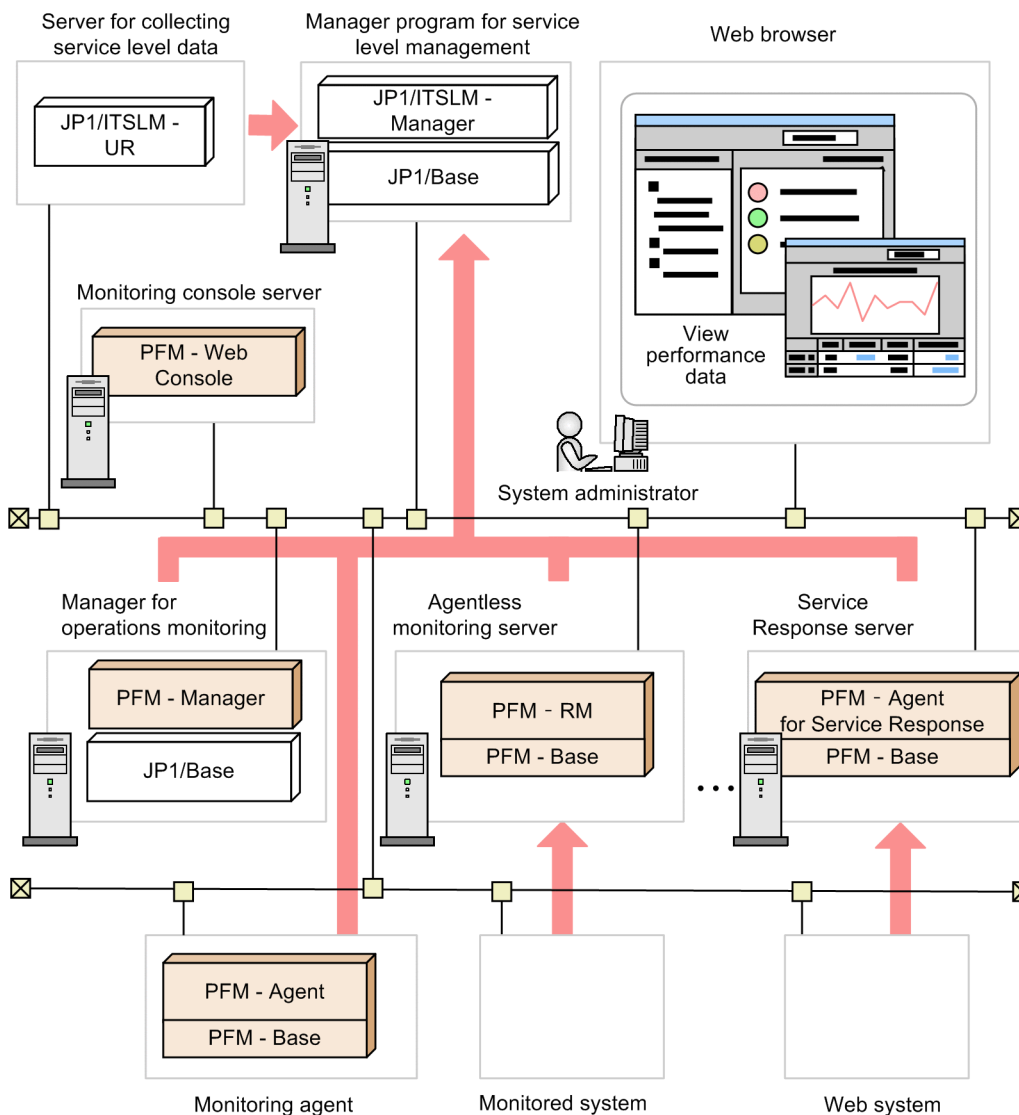 Server for collecting
service level data
Manager program for service
level management
Web browser
JP1/ITSLM -
UR
JP1/ITSLM -
Manager
JP1/Base
View
performance
data
Monitoring console server
PFM - Web
Console
System administrator
Manager for
operations monitoring
Agentless
monitoring server
Service
Response server
PFM - Manager
JP1/Base
PFM - RM
PFM - Base
PFM - Agent
for Service Response
PFM - Base
PFM - Agent
PFM - Base
Monitoring agent
Monitored system
Web system